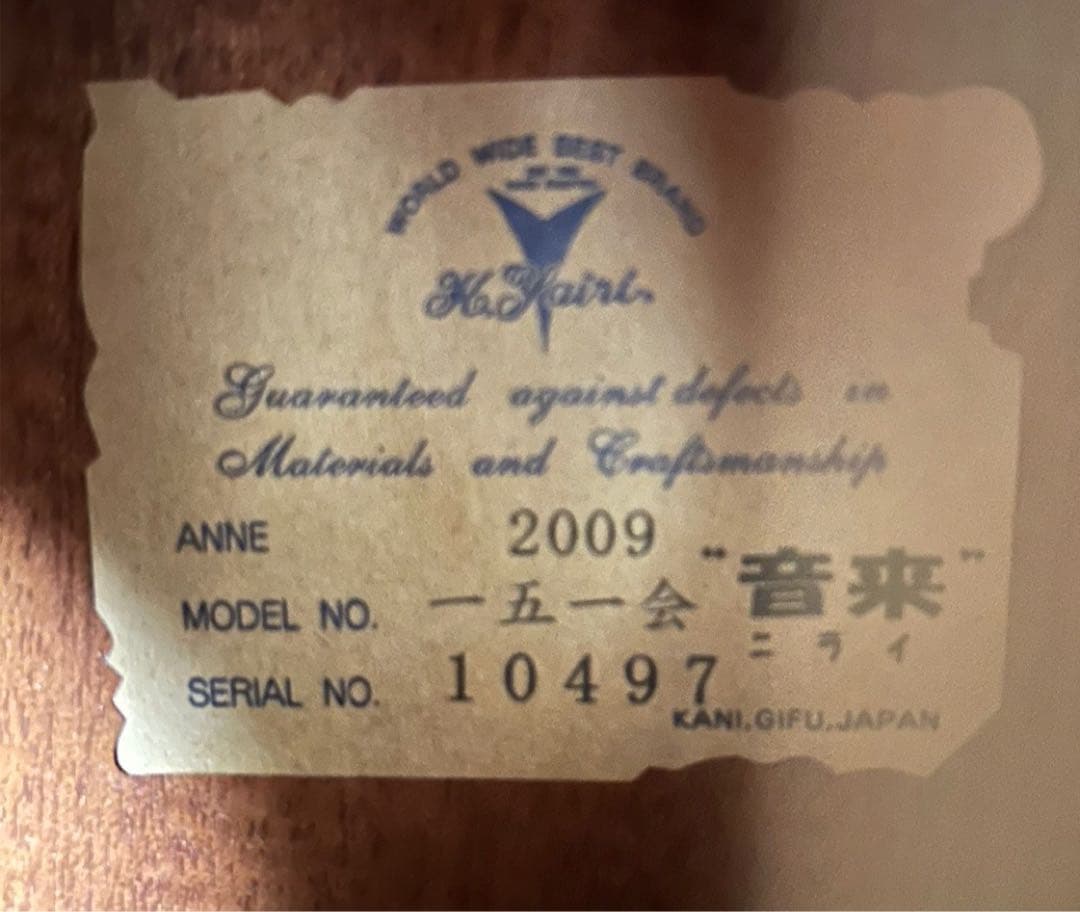 WORLD WIDE BEST BRAND
K. Yairi.
Guaranteed against defects in
Materials and Craftsmanship
ANNE 2009
MODEL NO. 一五一会 "音来"
ニライ
SERIAL NO. 10497
KANI.GIFU.JAPAN